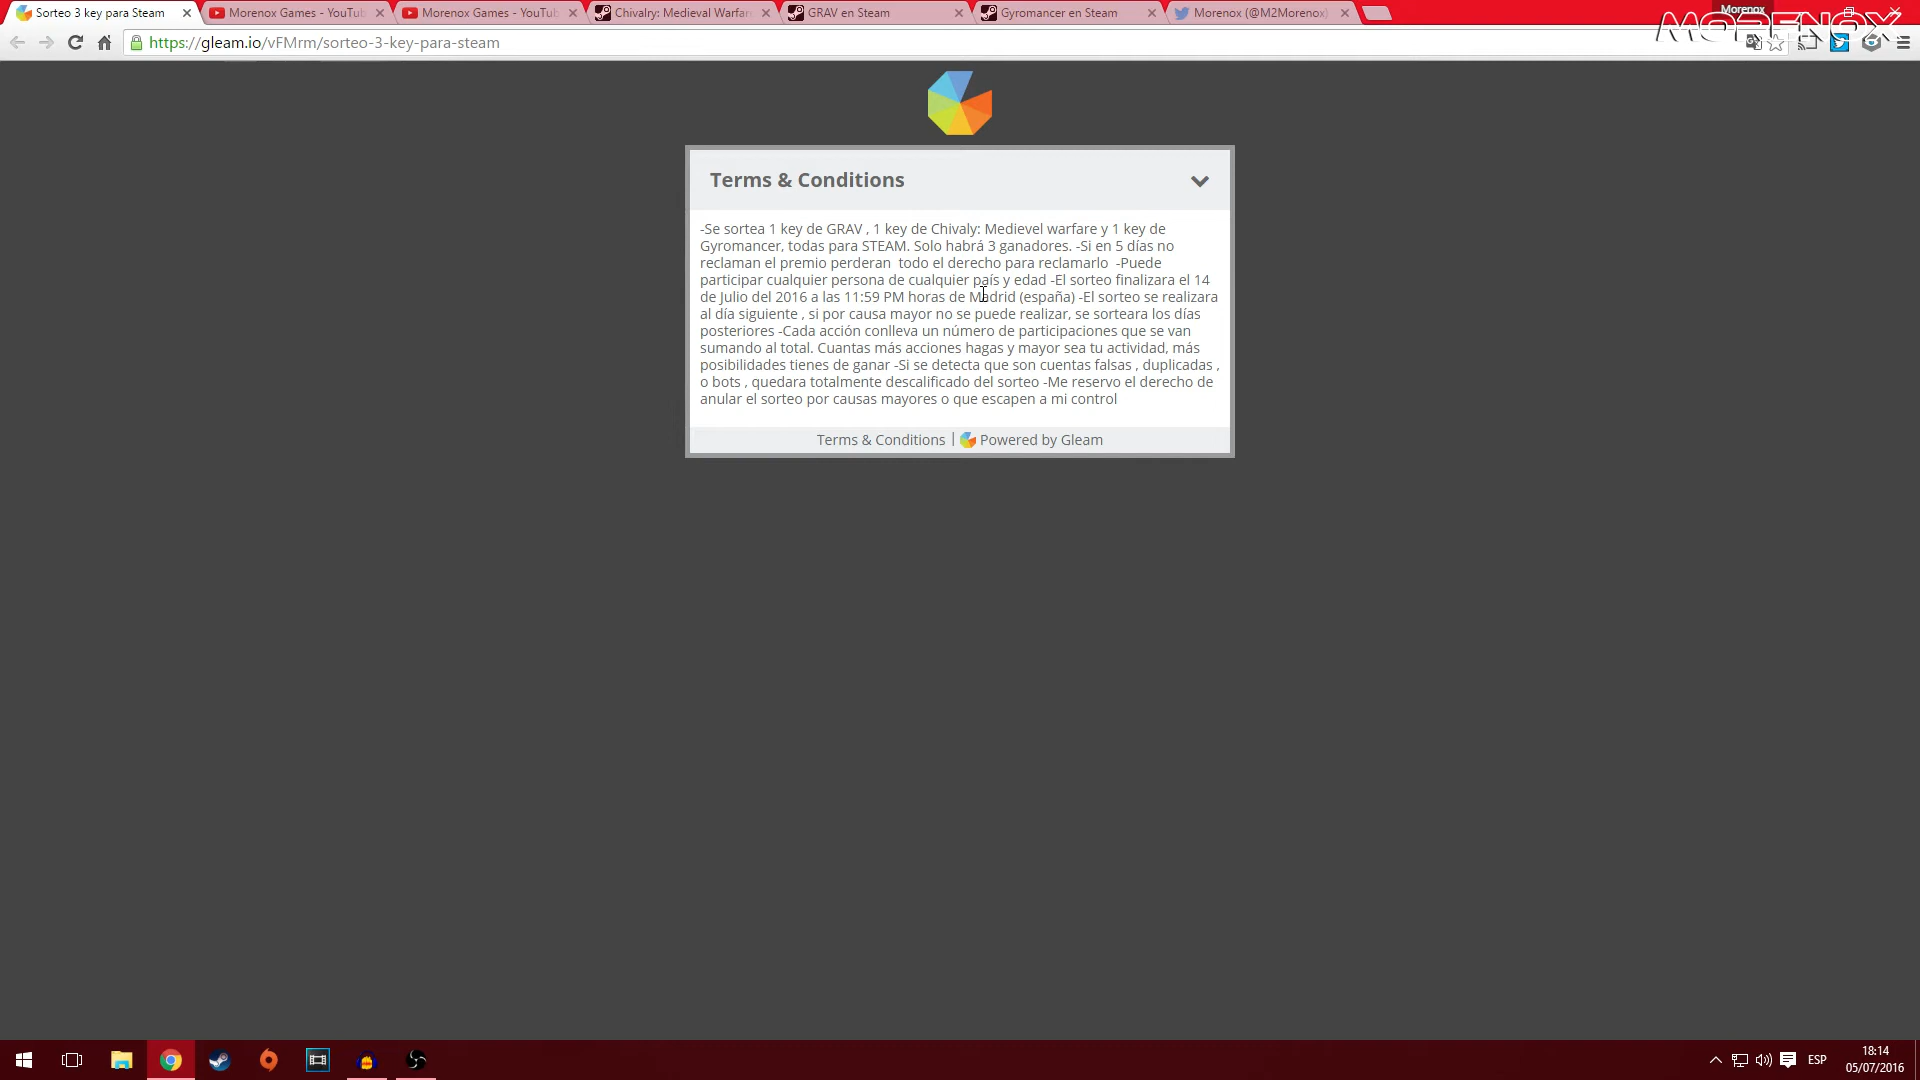 Sorteo 3 key para Steam
Morenox Games - YouTub
Morenox Games - YouTub
Chivalry: Medieval Warfar
GRAV en Steam
Gyromancer en Steam
Morenox (@M2Morenox)
Morenox
MORENOX
https://gleam.io/vFMrm/sorteo-3-key-para-steam
Terms & Conditions
-Se sortea 1 key de GRAV , 1 key de Chivaly: Medievel warfare y 1 key de
Gyromancer, todas para STEAM. Solo habrá 3 ganadores. -Si en 5 días no
reclaman el premio perderan  todo el derecho para reclamarlo  -Puede
participar cualquier persona de cualquier país y edad -El sorteo finalizara el 14
de Julio del 2016 a las 11:59 PM horas de Madrid (españa) -El sorteo se realizara
al día siguiente , si por causa mayor no se puede realizar, se sorteara los días
posteriores -Cada acción conlleva un número de participaciones que se van
sumando al total. Cuantas más acciones hagas y mayor sea tu actividad, más
posibilidades tienes de ganar -Si se detecta que son cuentas falsas , duplicadas ,
o bots , quedara totalmente descalificado del sorteo -Me reservo el derecho de
anular el sorteo por causas mayores o que escapen a mi control
Terms & Conditions | Powered by Gleam
ESP
18:14
05/07/2016